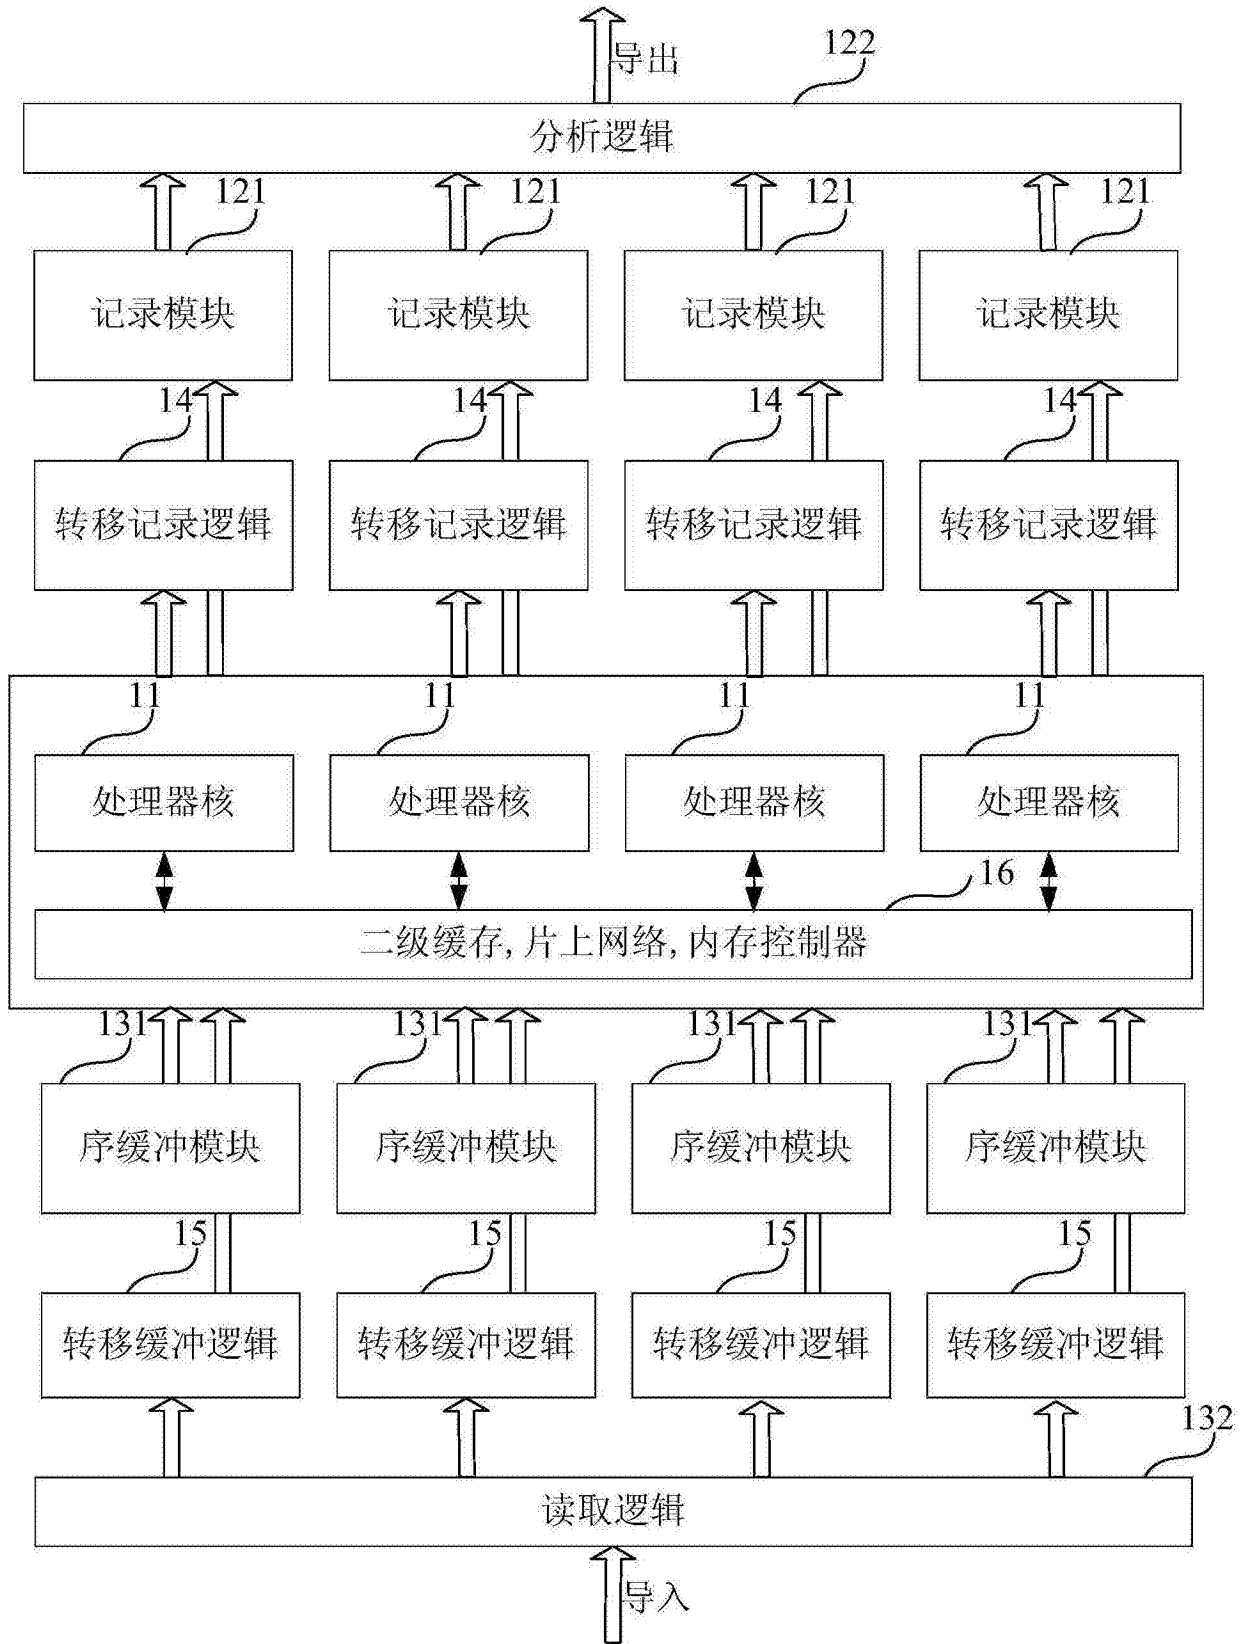 导出
122
分析逻辑
121 121 121 121
记录模块 记录模块 记录模块 记录模块
14 14 14 14
转移记录逻辑 转移记录逻辑 转移记录逻辑 转移记录逻辑
11 11 11 11
处理器核 处理器核 处理器核 处理器核
16
二级缓存,片上网络,内存控制器
131 131 131 131
序缓冲模块 序缓冲模块 序缓冲模块 序缓冲模块
15 15 15 15
转移缓冲逻辑 转移缓冲逻辑 转移缓冲逻辑 转移缓冲逻辑
132
读取逻辑
导入